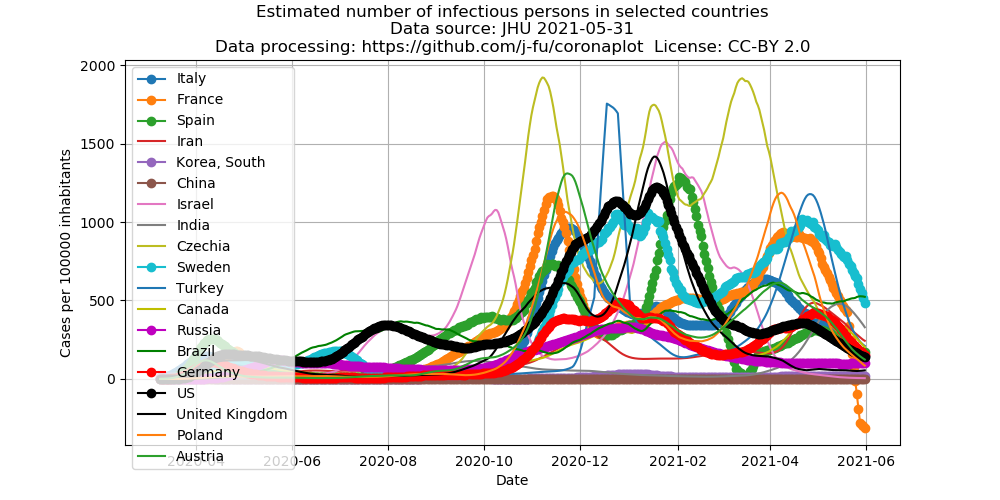 Estimated number of infectious persons in selected countries
Data source: JHU 2021-05-31
Data processing: https://github.com/j-fu/coronaplot  License: CC-BY 2.0
Cases per 100000 inhabitants
2000
1500
1000
500
0
Italy
France
Spain
Iran
Korea, South
China
Israel
India
Czechia
Sweden
Turkey
Canada
Russia
Brazil
Germany
US
United Kingdom
Poland
Austria
2020-04 2020-06 2020-08 2020-10 2020-12 2021-02 2021-04 2021-06
Date